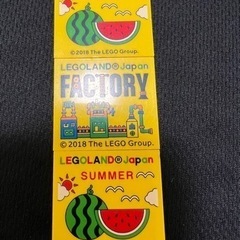 © 2018 The LEGO Group.
LEGOLAND® Japan
FACTORY
© 2018 The LEGO Group.
LEGOLAND® Japan
SUMMER